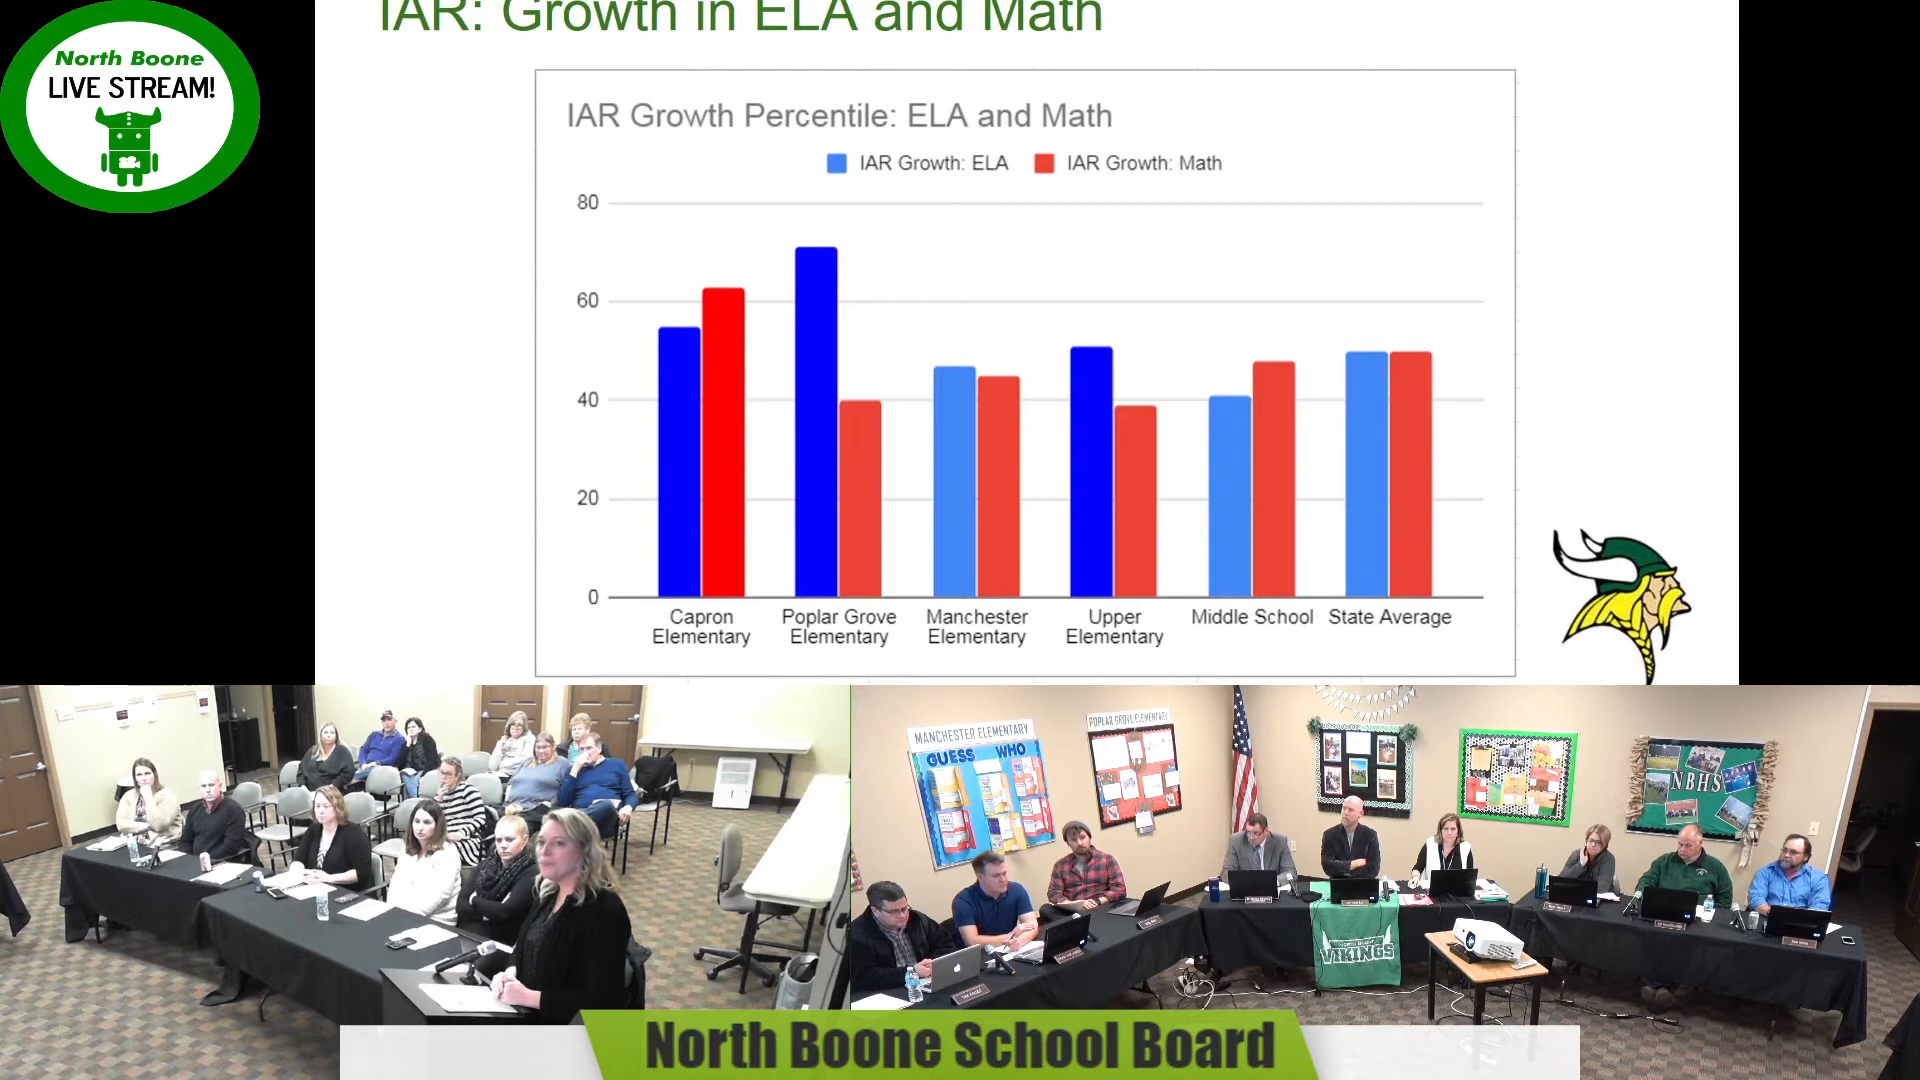 IAR: Growth in ELA and Math
North Boone
LIVE STREAM!
IAR Growth Percentile: ELA and Math
IAR Growth: ELA
IAR Growth: Math
80
60
40
20
0
Capron
Elementary
Poplar Grove
Elementary
Manchester
Elementary
Upper
Elementary
Middle School
State Average
MANCHESTER ELEMENTARY
GUESS WHO
POPLAR GROVE ELEMENTARY
NBHS
VIKINGS
North Boone School Board